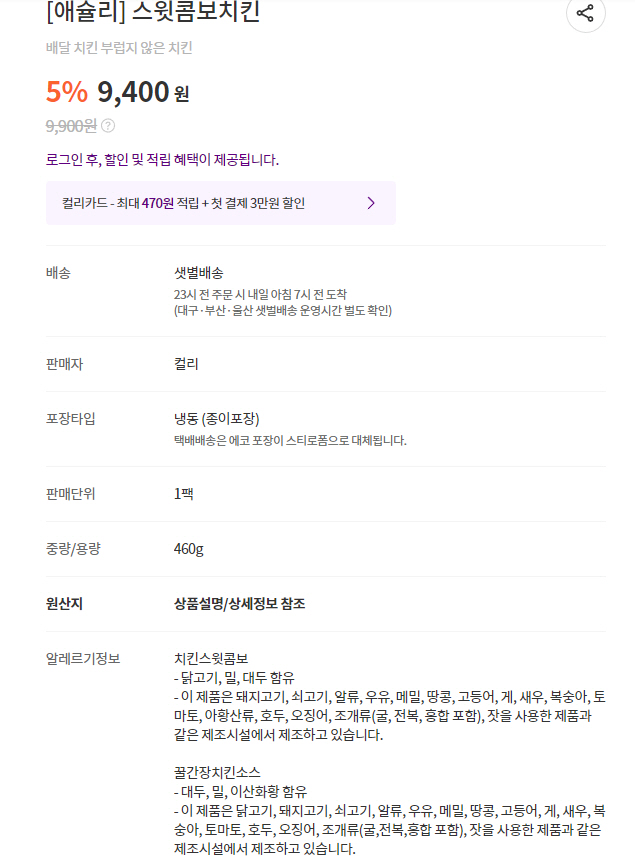 [애슐리] 스윗콤보치킨
배달 치킨 부럽지 않은 치킨
5% 9,400 원
9,900원 ?
로그인 후, 할인 및 적립 혜택이 제공됩니다.
컬리카드 - 최대 470원 적립 + 첫 결제 3만원 할인
배송 샛별배송
23시 전 주문 시 내일 아침 7시 전 도착
(대구·부산·울산 샛별배송 운영시간 별도 확인)
판매자 컬리
포장타입 냉동 (종이포장)
택배배송은 에코 포장이 스티로폼으로 대체됩니다.
판매단위 1팩
중량/용량 460g
원산지 상품설명/상세정보 참조
알레르기정보 치킨스윗콤보
- 닭고기, 밀, 대두 함유
- 이 제품은 돼지고기, 쇠고기, 알류, 우유, 메밀, 땅콩, 고등어, 게, 새우, 복숭아, 토
마토, 아황산류, 호두, 오징어, 조개류(굴, 전복, 홍합 포함), 잣을 사용한 제품과
같은 제조시설에서 제조하고 있습니다.
꿀간장치킨소스
- 대두, 밀, 이산화황 함유
- 이 제품은 닭고기, 돼지고기, 쇠고기, 알류, 우유, 메밀, 땅콩, 고등어, 게, 새우, 복
숭아, 토마토, 호두, 오징어, 조개류(굴,전복,홍합 포함), 잣을 사용한 제품과 같은
제조시설에서 제조하고 있습니다.